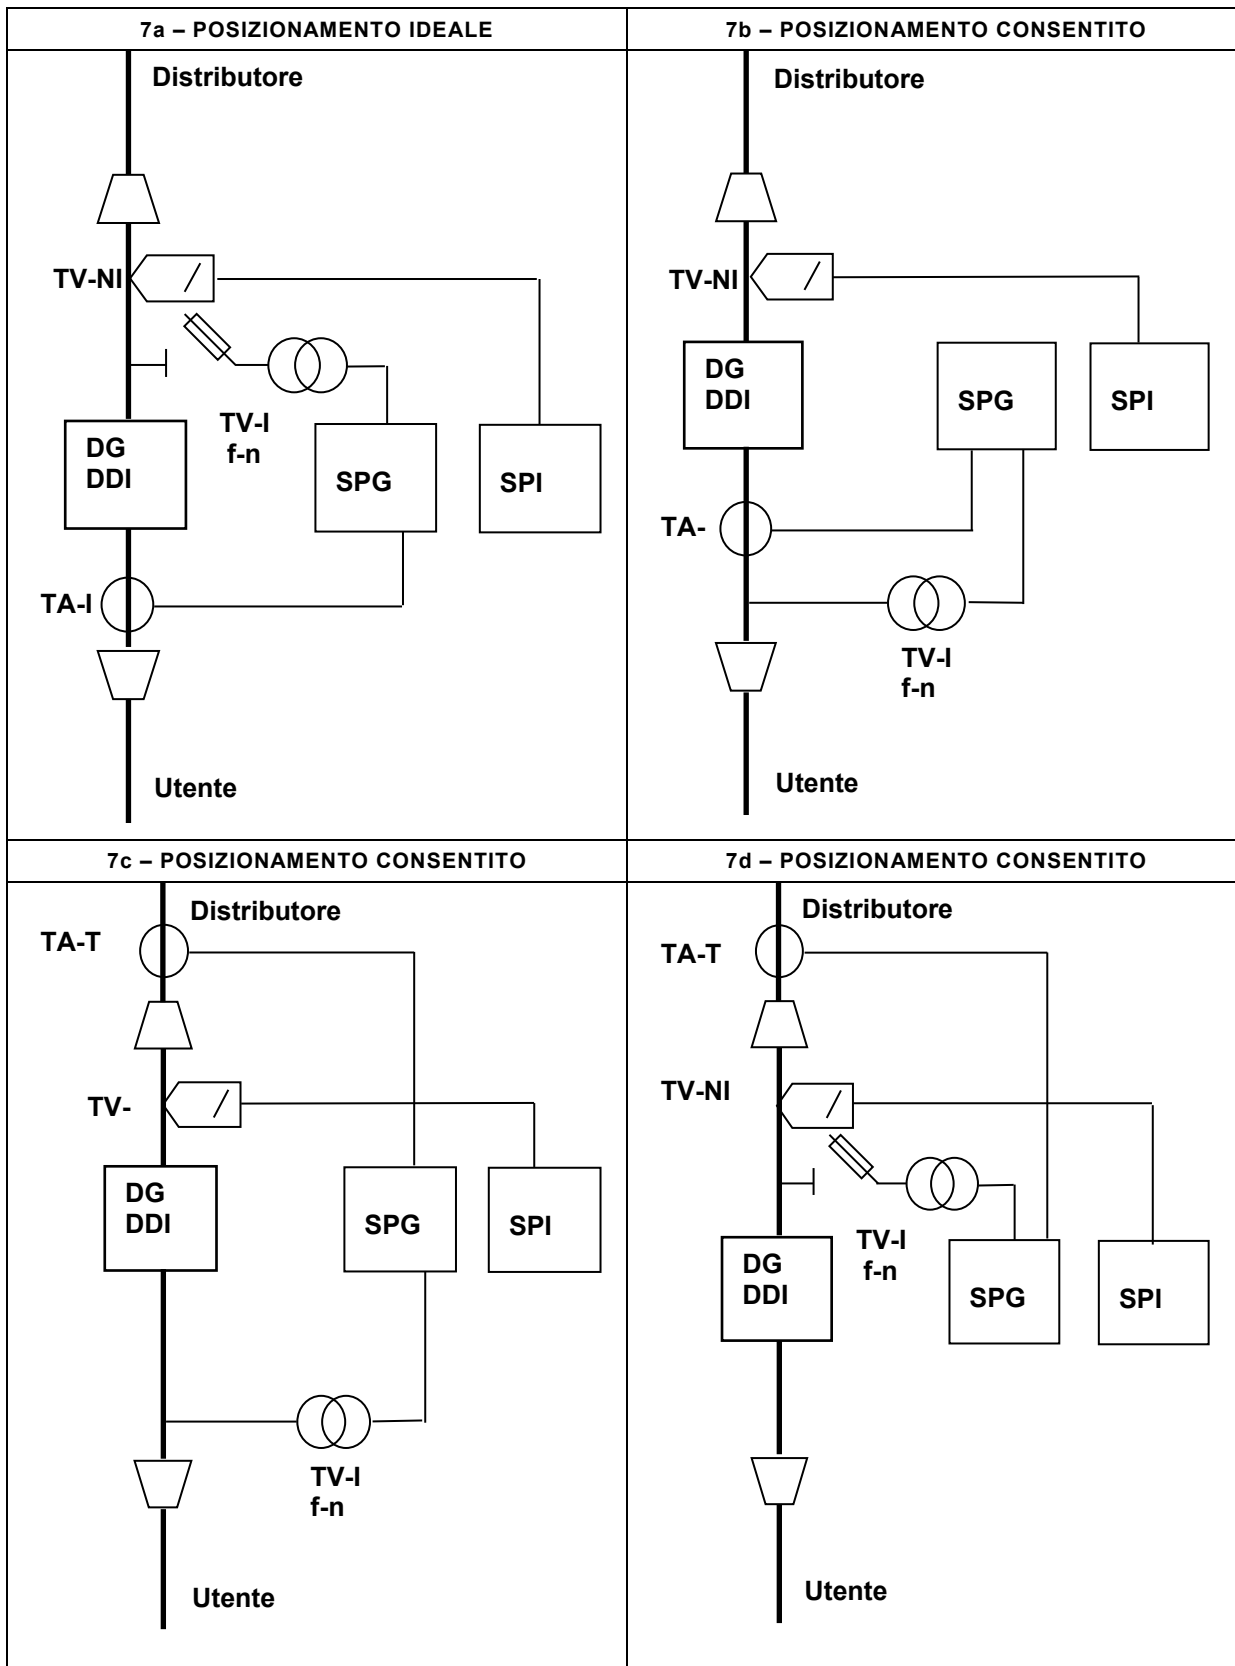 7a – POSIZIONAMENTO IDEALE
Distributore
TV-NI
TV-I
f-n
DG
DDI
SPG
SPI
TA-I
Utente
7b – POSIZIONAMENTO CONSENTITO
Distributore
TV-NI
DG
DDI
SPG
SPI
TA-
TV-I
f-n
Utente
7c – POSIZIONAMENTO CONSENTITO
Distributore
TA-T
TV-
DG
DDI
SPG
SPI
TV-I
f-n
Utente
7d – POSIZIONAMENTO CONSENTITO
Distributore
TA-T
TV-NI
TV-I
f-n
DG
DDI
SPG
SPI
Utente